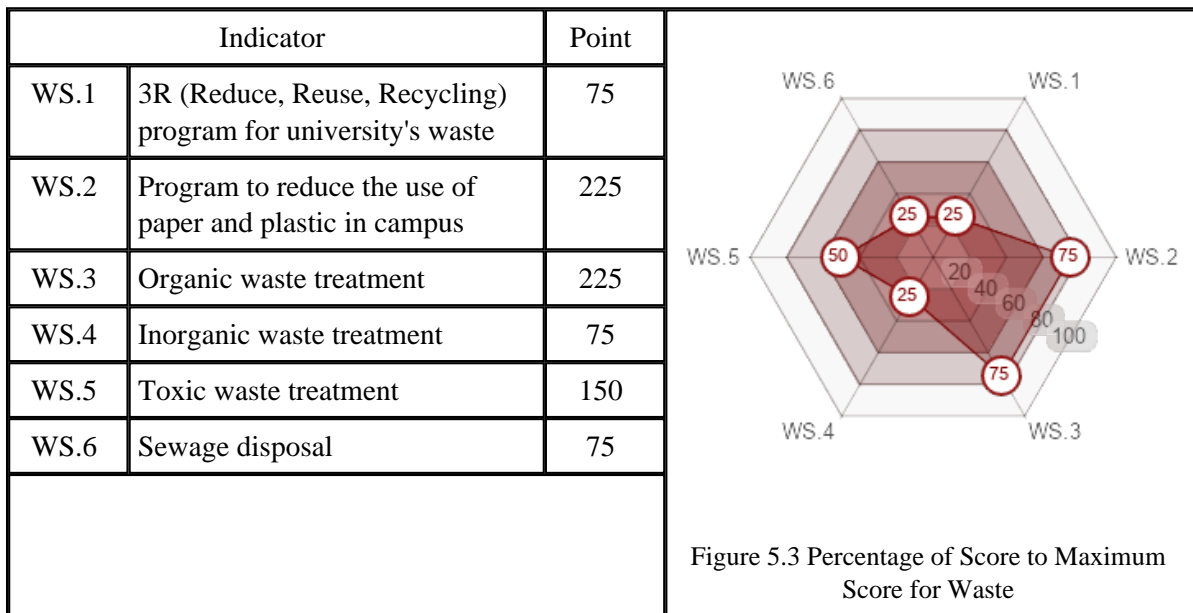 Indicator Point
WS.1 3R (Reduce, Reuse, Recycling) 75
program for university's waste
WS.2 Program to reduce the use of 225
paper and plastic in campus
WS.3 Organic waste treatment 225
WS.4 Inorganic waste treatment 75
WS.5 Toxic waste treatment 150
WS.6 Sewage disposal 75
WS.6 WS.1
25 25
WS.5 50 75 WS.2
20
25 40
60
80
100
75
WS.4 WS.3
Figure 5.3 Percentage of Score to Maximum
Score for Waste